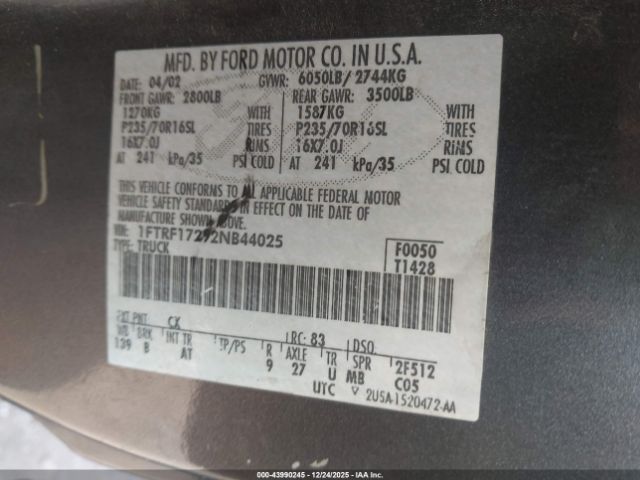 MFD. BY FORD MOTOR CO. IN U.S.A.
DATE: 04/02 GVWR: 6050LB/ 2744KG
FRONT GAWR: 2800LB REAR GAWR: 3500LB
1270KG WITH 1587KG WITH
P235/70R16SL TIRES P235/70R16SL TIRES
16X7.0J RIMS 16X7.0J RIMS
AT 241 kPa/35 PSI COLD AT 241 kPa/35 PSI COLD
THIS VEHICLE CONFORMS TO ALL APPLICABLE FEDERAL MOTOR
VEHICLE SAFETY STANDARDS IN EFFECT ON THE DATE OF
MANUFACTURE SHOWN ABOVE.
VIN: 1FTRF17292NB44025 F0050
TYPE: TRUCK T1428
EXT PNT: CX RC: 83 DSO:
WB BRK INT TR TP/PS R AXLE TR SPR 2F512
139 B AT 9 27 U MB C05
UTC V 2U5A-1520472-AA
000-43990245 - 12/24/2025 - IAAI.COM